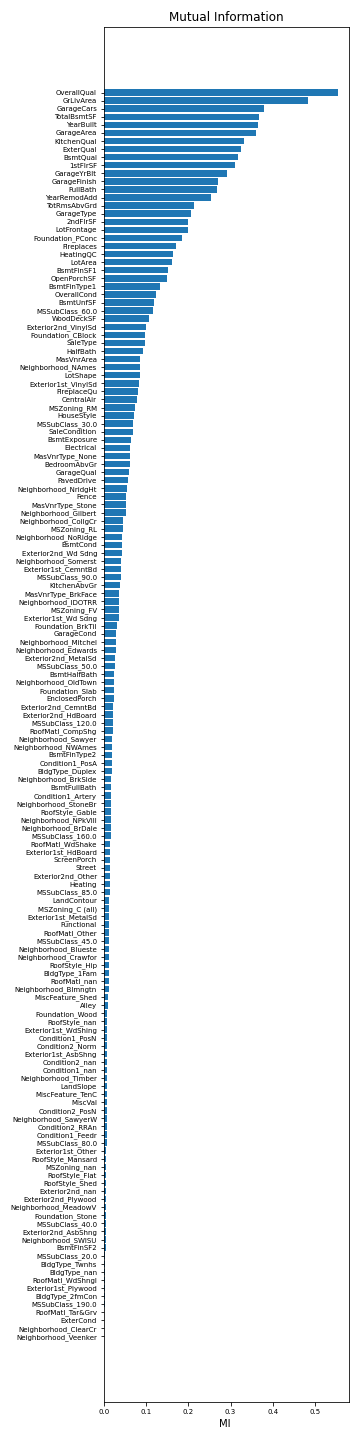 Mutual Information
OverallQual
GrLivArea
GarageCars
TotalBsmtSF
YearBuilt
GarageArea
KitchenQual
ExterQual
BsmtQual
1stFlrSF
GarageYrBlt
GarageFinish
FullBath
YearRemodAdd
TotRmsAbvGrd
GarageType
2ndFlrSF
LotFrontage
Foundation_PConc
Fireplaces
HeatingQC
LotArea
BsmtFinSF1
OpenPorchSF
BsmtFinType1
OverallCond
BsmtUnfSF
MSSubClass_60.0
WoodDeckSF
Exterior2nd_VinylSd
Foundation_CBlock
SaleType
HalfBath
MasVnrArea
Neighborhood_NAmes
LotShape
Exterior1st_VinylSd
FireplaceQu
CentralAir
MSZoning_RM
HouseStyle
MSSubClass_30.0
SaleCondition
BsmtExposure
Electrical
MasVnrType_None
BedroomAbvGr
GarageQual
PavedDrive
Neighborhood_NridgHt
Fence
MasVnrType_Stone
Neighborhood_Gilbert
Neighborhood_CollgCr
MSZoning_RL
Neighborhood_NoRidge
BsmtCond
Exterior2nd_Wd Sdng
Neighborhood_Somerst
Exterior1st_CemntBd
MSSubClass_90.0
KitchenAbvGr
MasVnrType_BrkFace
Neighborhood_IDOTRR
MSZoning_FV
Exterior1st_Wd Sdng
Foundation_BrkTil
GarageCond
Neighborhood_Mitchel
Neighborhood_Edwards
Exterior2nd_MetalSd
MSSubClass_50.0
BsmtHalfBath
Neighborhood_OldTown
Foundation_Slab
EnclosedPorch
Exterior2nd_CemntBd
Exterior2nd_HdBoard
MSSubClass_120.0
RoofMatl_CompShg
Neighborhood_Sawyer
Neighborhood_NWAmes
BsmtFinType2
Condition1_PosA
BldgType_Duplex
Neighborhood_BrkSide
BsmtFullBath
Condition1_Artery
Neighborhood_StoneBr
RoofStyle_Gable
Neighborhood_NPkVill
Neighborhood_BrDale
MSSubClass_160.0
RoofMatl_WdShake
Exterior1st_HdBoard
ScreenPorch
Street
Exterior2nd_Other
Heating
MSSubClass_85.0
LandContour
MSZoning_C (all)
Exterior1st_MetalSd
Functional
RoofMatl_Other
MSSubClass_45.0
Neighborhood_Blueste
Neighborhood_Crawfor
RoofStyle_Hip
BldgType_1Fam
RoofMatl_nan
Neighborhood_Blmngtn
MiscFeature_Shed
Alley
Foundation_Wood
RoofStyle_nan
Exterior1st_WdShing
Condition1_PosN
Condition2_Norm
Exterior1st_AsbShng
Condition2_nan
Condition1_nan
Neighborhood_Timber
LandSlope
MiscFeature_TenC
MiscVal
Condition2_PosN
Neighborhood_SawyerW
Condition2_RRAn
Condition1_Feedr
MSSubClass_80.0
Exterior1st_Other
RoofStyle_Mansard
MSZoning_nan
RoofStyle_Flat
RoofStyle_Shed
Exterior2nd_nan
Exterior2nd_Plywood
Neighborhood_MeadowV
Foundation_Stone
MSSubClass_40.0
Exterior2nd_AsbShng
Neighborhood_SWISU
BsmtFinSF2
MSSubClass_20.0
BldgType_Twnhs
BldgType_nan
RoofMatl_WdShngl
Exterior1st_Plywood
BldgType_2fmCon
MSSubClass_190.0
RoofMatl_Tar&Grv
ExterCond
Neighborhood_ClearCr
Neighborhood_Veenker
0.0 0.1 0.2 0.3 0.4 0.5
MI